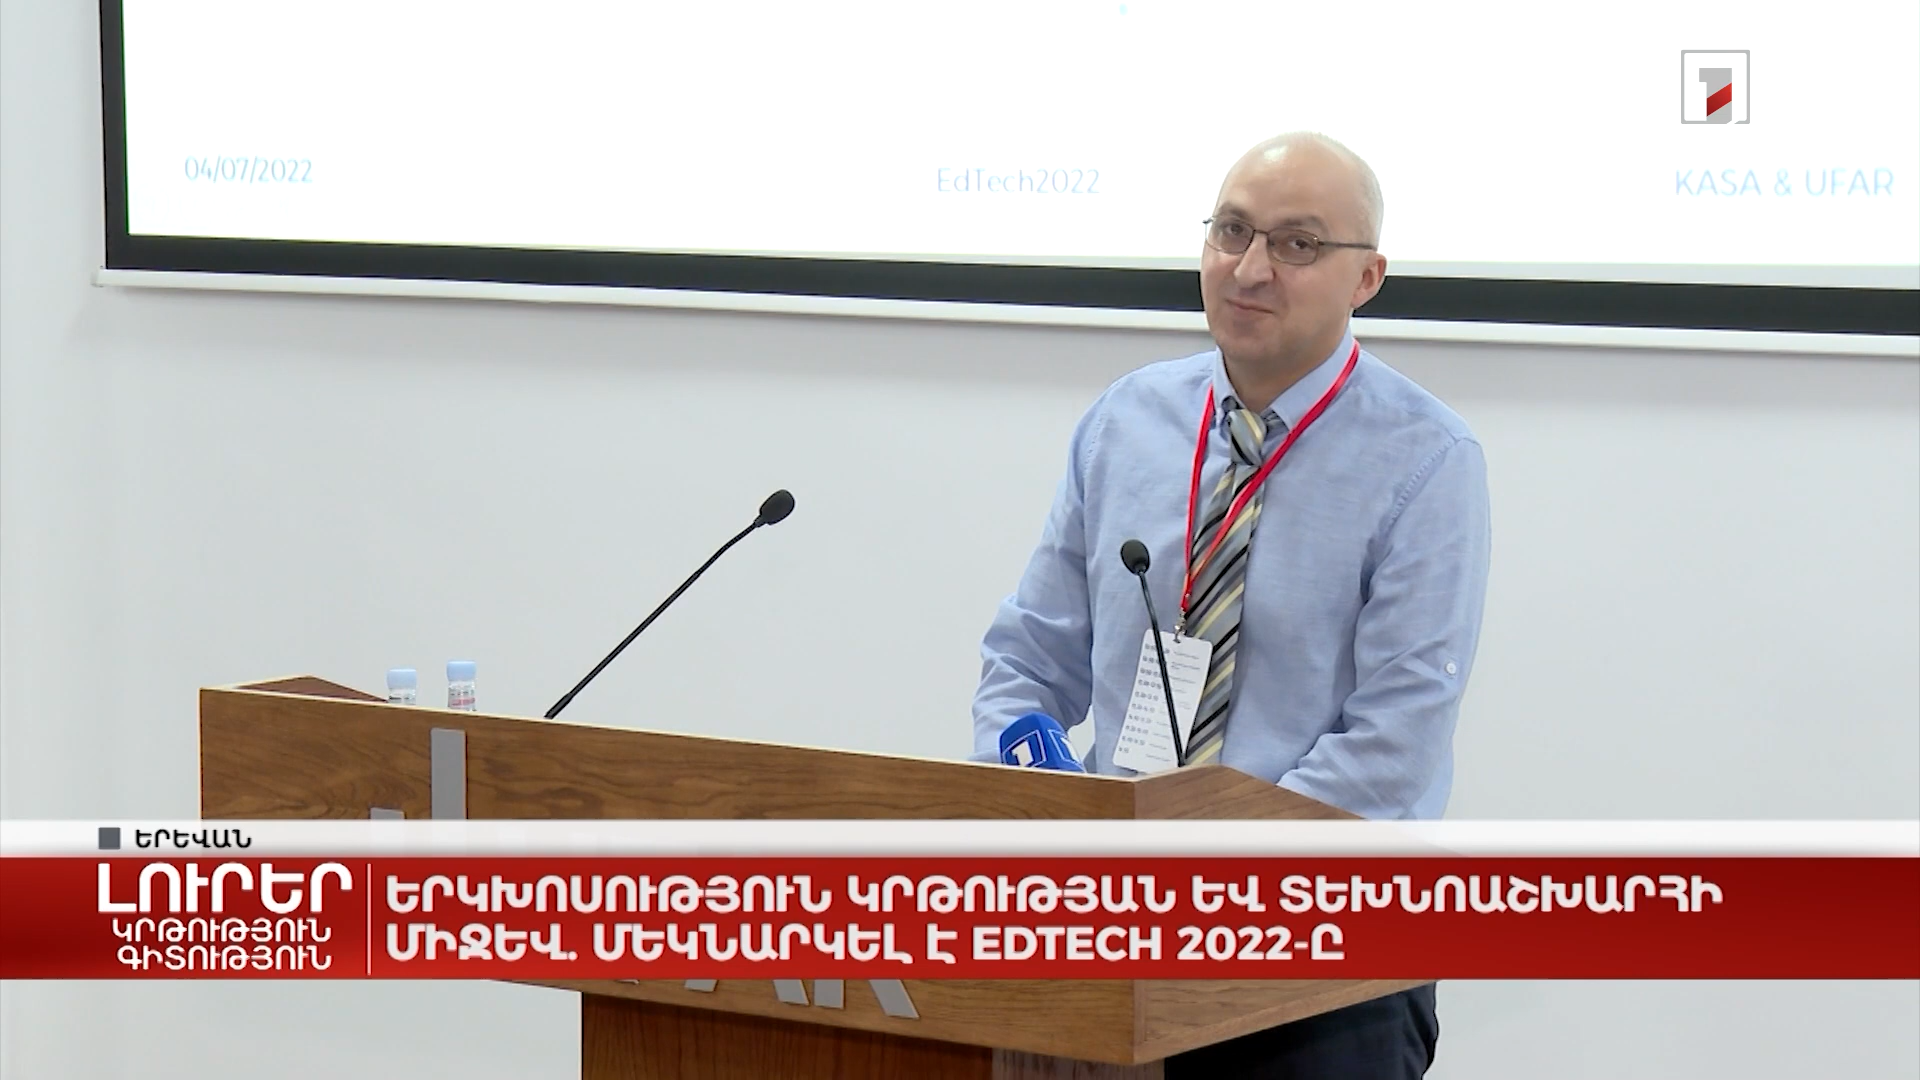 04/07/2022
EdTech2022
KASA & UFAR
ԵՐԵՎԱՆ
ԼՈՒՐԵՐ
ԿՐԹՈՒԹՅՈՒՆ
ԳԻՏՈՒԹՅՈՒՆ
ԵՐԿԽՈՍՈՒԹՅՈՒՆ ԿՐԹՈՒԹՅԱՆ ԵՎ ՏԵԽՆՈԱՇԽԱՐՀԻ
ՄԻՋԵՎ. ՄԵԿՆԱՐԿԵԼ Է EDTECH 2022-Ը